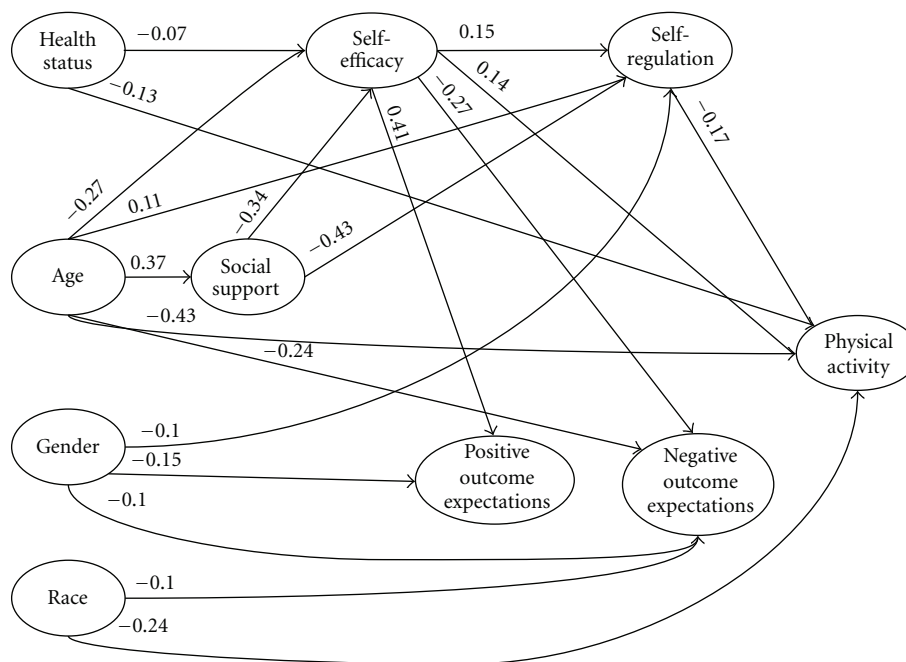 Health
status
−0.07
Self-
efficacy
0.15
Self-
regulation
−0.13
0.14
−0.27
0.41
−0.17
−0.27
0.11
−0.34
−0.43
Age
0.37
Social
support
−0.43
−0.24
Physical
activity
Gender
−0.1
−0.15
−0.1
Positive
outcome
expectations
Negative
outcome
expectations
Race
−0.1
−0.24